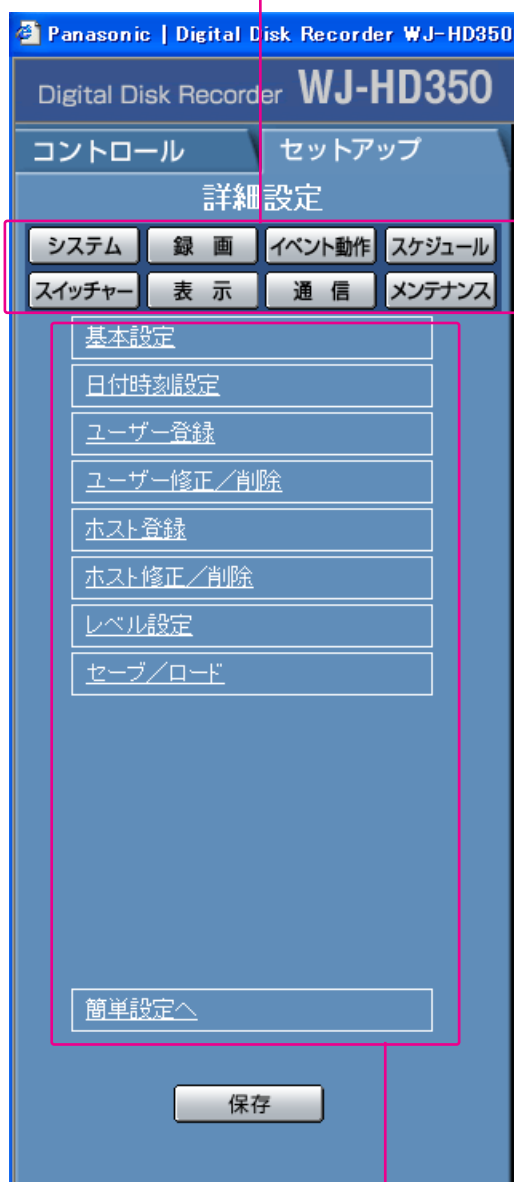 Panasonic | Digital Disk Recorder WJ-HD350
Digital Disk Recorder WJ-HD350
コントロール セットアップ
詳細設定
システム 録 画 イベント動作 スケジュール
スイッチャー 表 示 通 信 メンテナンス
基本設定
日付時刻設定
ユーザー登録
ユーザー修正／削除
ホスト登録
ホスト修正／削除
レベル設定
セーブ／ロード
簡単設定へ
保存